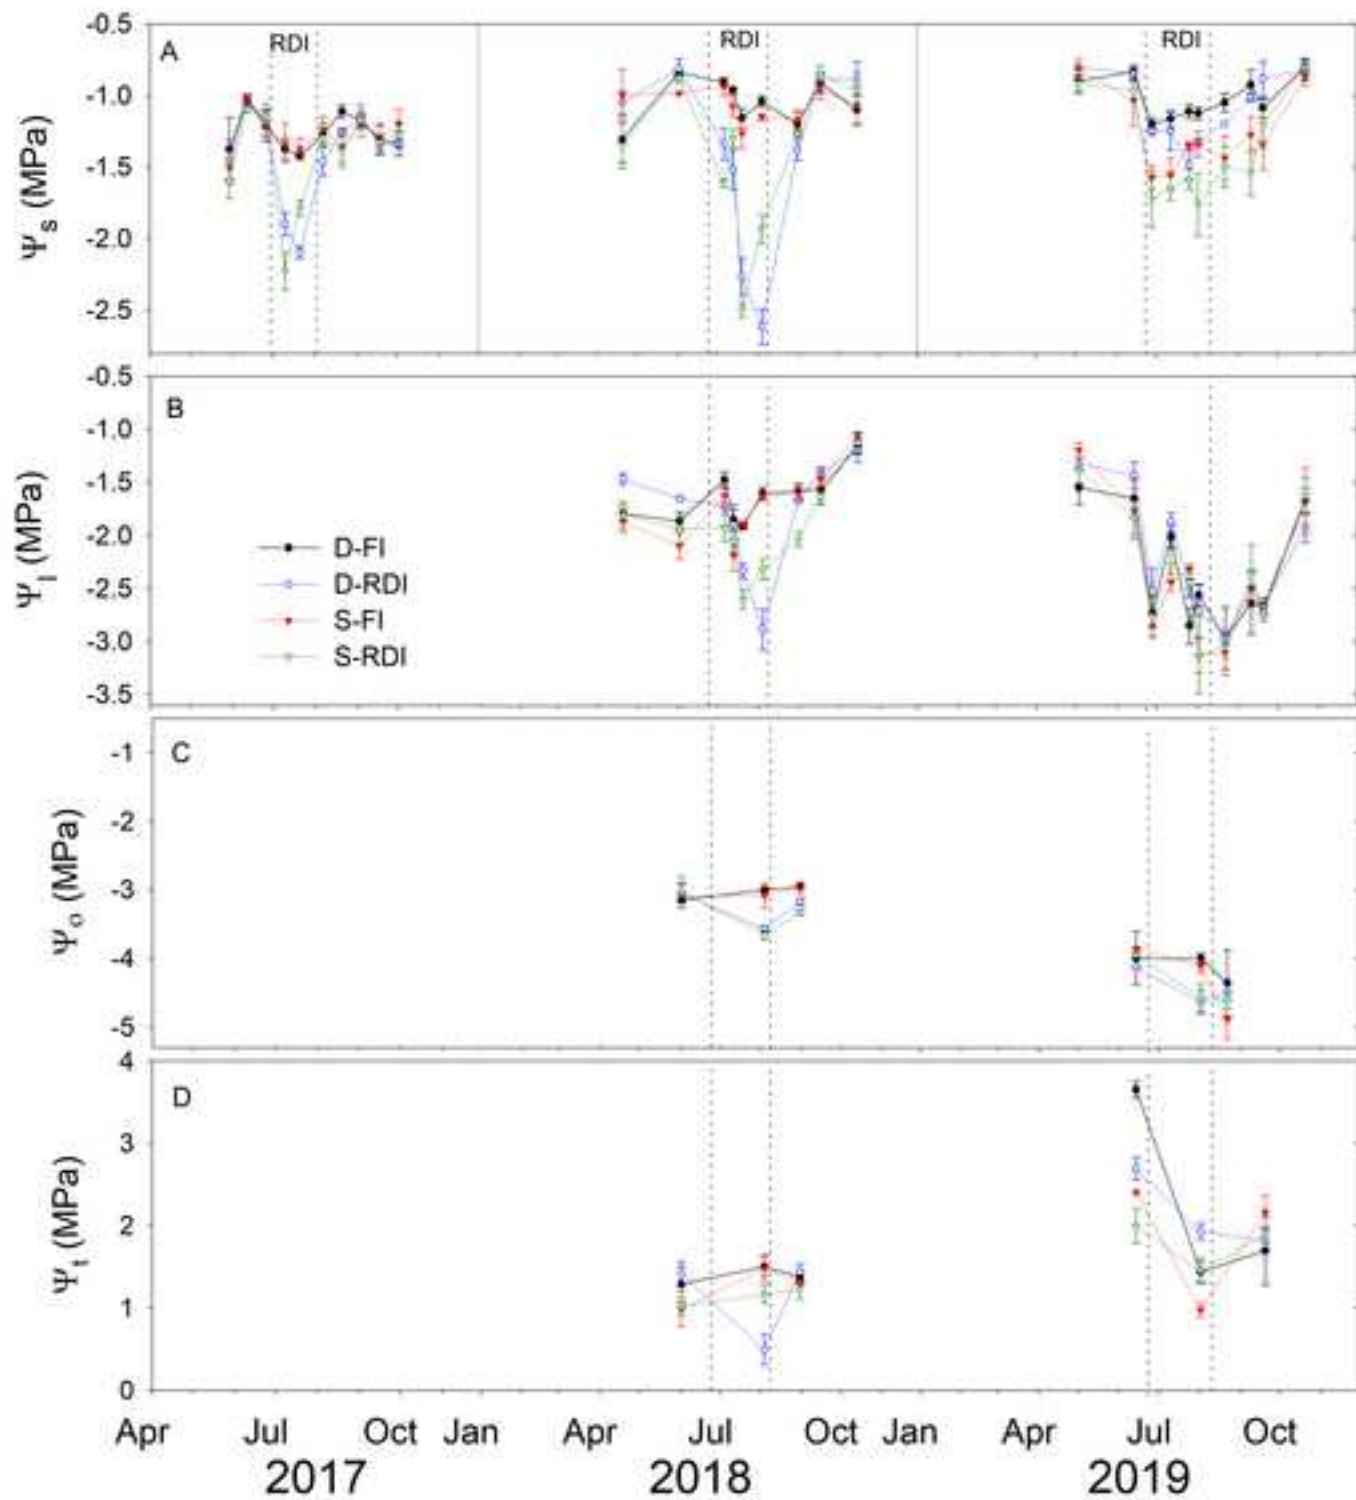 A
RDI
RDI
RDI
Ψs (MPa)
-0.5
-1.0
-1.5
-2.0
-2.5
B
Ψl (MPa)
-0.5
-1.0
-1.5
-2.0
-2.5
-3.0
-3.5
D-FI
D-RDI
S-FI
S-RDI
C
Ψo (MPa)
-1
-2
-3
-4
-5
D
Ψt (MPa)
4
3
2
1
0
Apr Jul Oct Jan Apr Jul Oct Jan Apr Jul Oct
2017 2018 2019